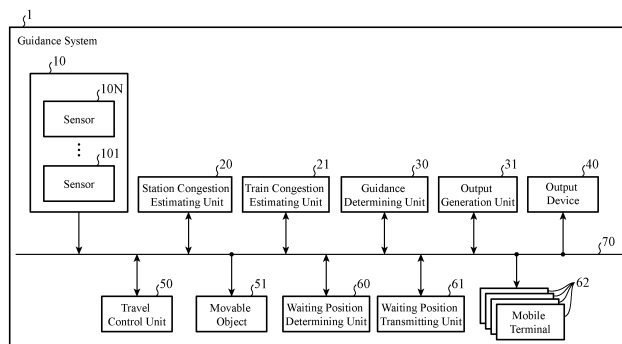 1
Guidance System
10
10N
Sensor
⋮
101
Sensor
20
Station Congestion
Estimating Unit
21
Train Congestion
Estimating Unit
30
Guidance
Determining Unit
31
Output
Generation Unit
40
Output
Device
70
50
Travel
Control Unit
51
Movable
Object
60
Waiting Position
Determining Unit
61
Waiting Position
Transmitting Unit
62
Mobile
Terminal